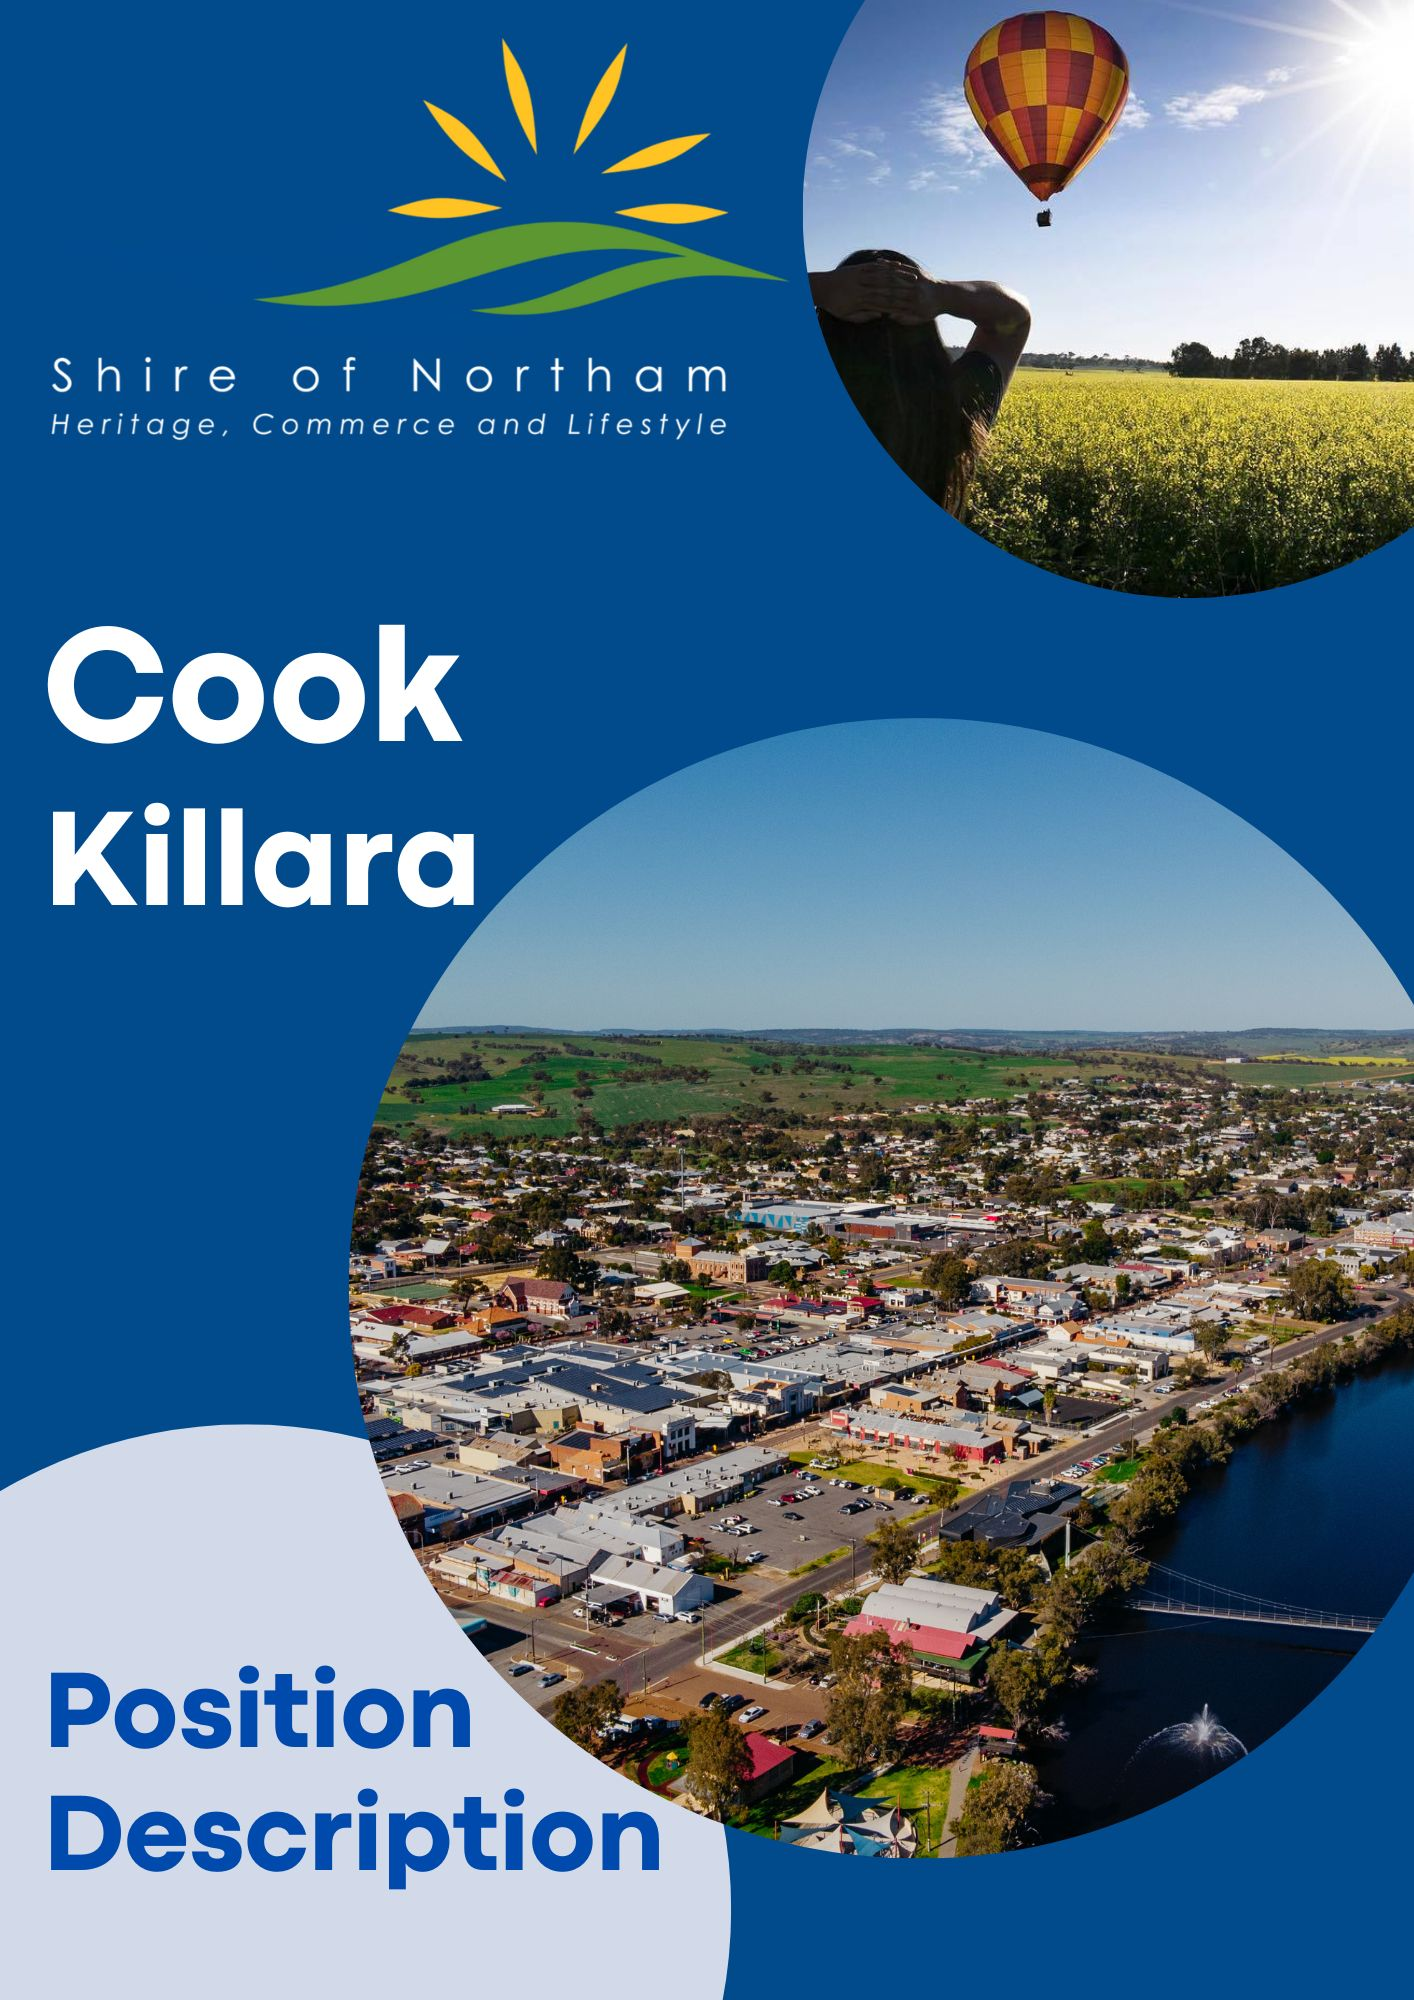 Shire of Northam
Heritage, Commerce and Lifestyle
Cook
Killara
Position
Description